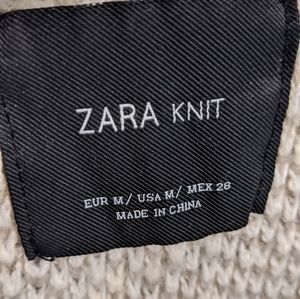 ZARA KNIT
EUR M/ USA M/ MEX 28
MADE IN CHINA